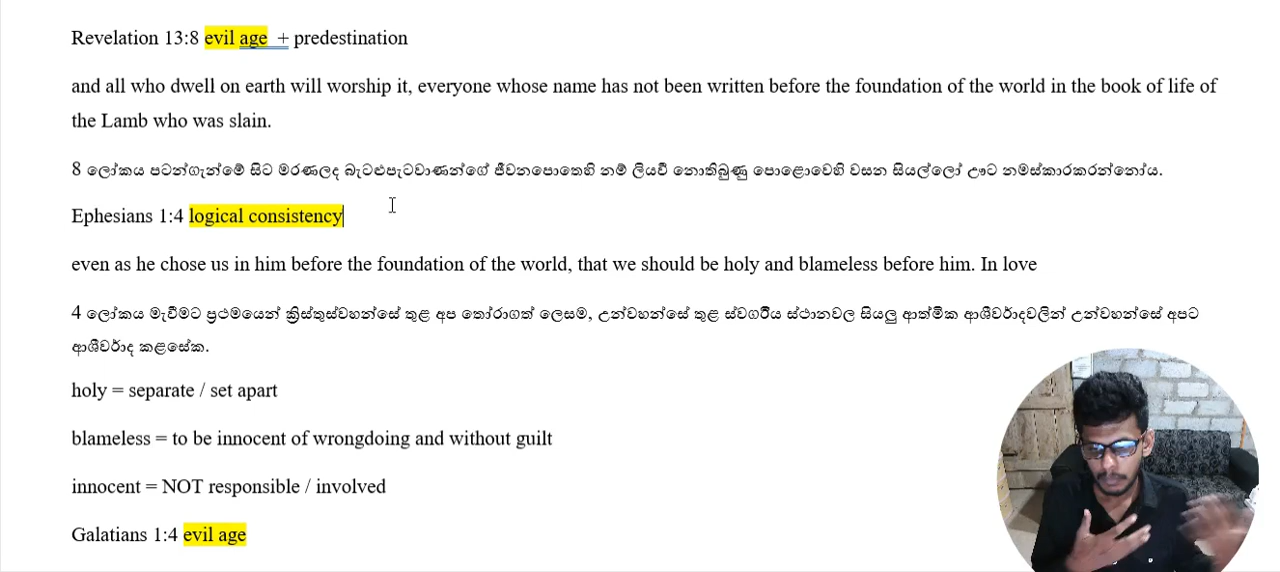 Revelation 13:8 evil age + predestination
and all who dwell on earth will worship it, everyone whose name has not been written before the foundation of the world in the book of life of
the Lamb who was slain.
8 ලෝකය පටන්ගැන්මේ සිට මරණලද බැටළුපැටවාණන්ගේ ජීවනපොතෙහි නම් ලියවී නොතිබුණු පොළොවෙහි වසන සියල්ලෝ ඌට නමස්කාරකරන්නෝය.
Ephesians 1:4 logical consistency
even as he chose us in him before the foundation of the world, that we should be holy and blameless before him. In love
4 ලෝකය මැවීමට ප්‍රථමයෙන් ක්‍රිස්තුස්වහන්සේ තුළ අප තෝරාගත් ලෙසම, උන්වහන්සේ තුළ ස්වර්ගීය ස්ථානවල සියලු ආත්මික ආශීර්වාදවලින් උන්වහන්සේ අපට
ආශීර්වාද කළසේක.
holy = separate / set apart
blameless = to be innocent of wrongdoing and without guilt
innocent = NOT responsible / involved
Galatians 1:4 evil age